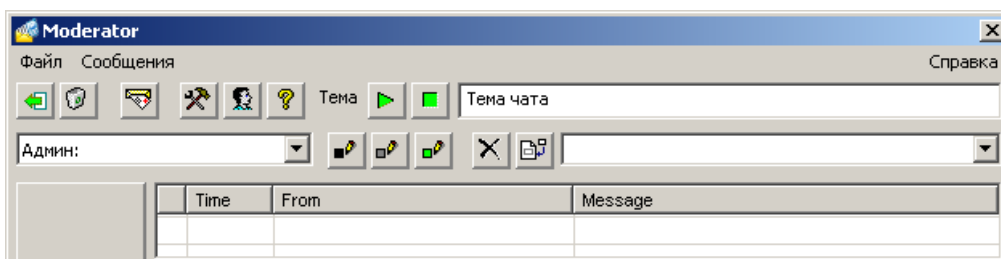 Moderator
Файл Сообщения Справка
Тема Тема чата
Админ:
Time From Message